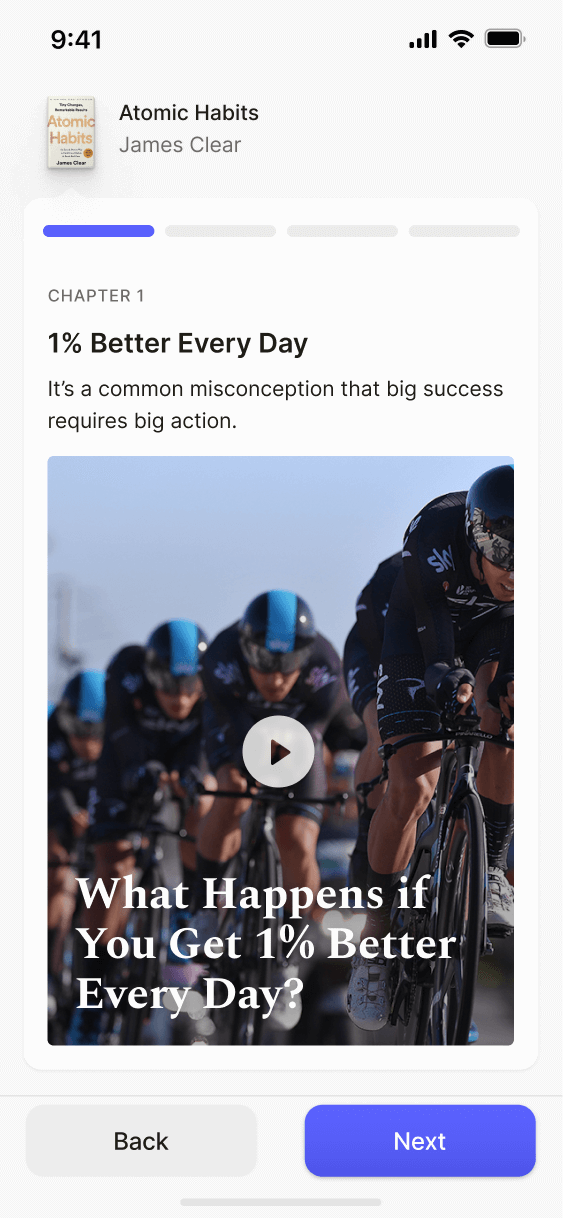 9:41
Tiny Changes,
Remarkable Results
Atomic
Habits
James Clear
Atomic Habits
James Clear
CHAPTER 1
1% Better Every Day
It’s a common misconception that big success
requires big action.
sky
What Happens if
You Get 1% Better
Every Day?
Back
Next